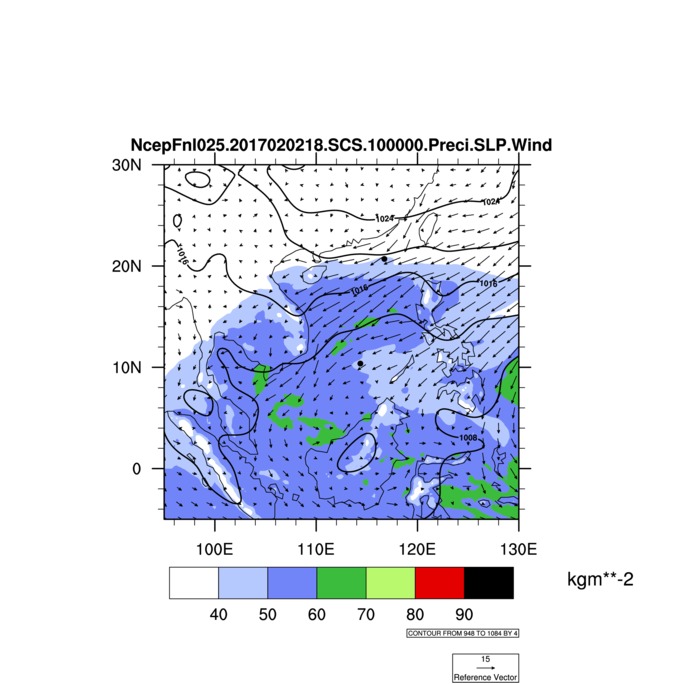 NcepFnl025.2017020218.SCS.100000.Preci.SLP.Wind
30N
1024
1024
20N
1016
1016
1016
10N
1008
0
100E 110E 120E 130E
kgm**-2
40 50 60 70 80 90
CONTOUR FROM 948 TO 1084 BY 4
15
Reference Vector